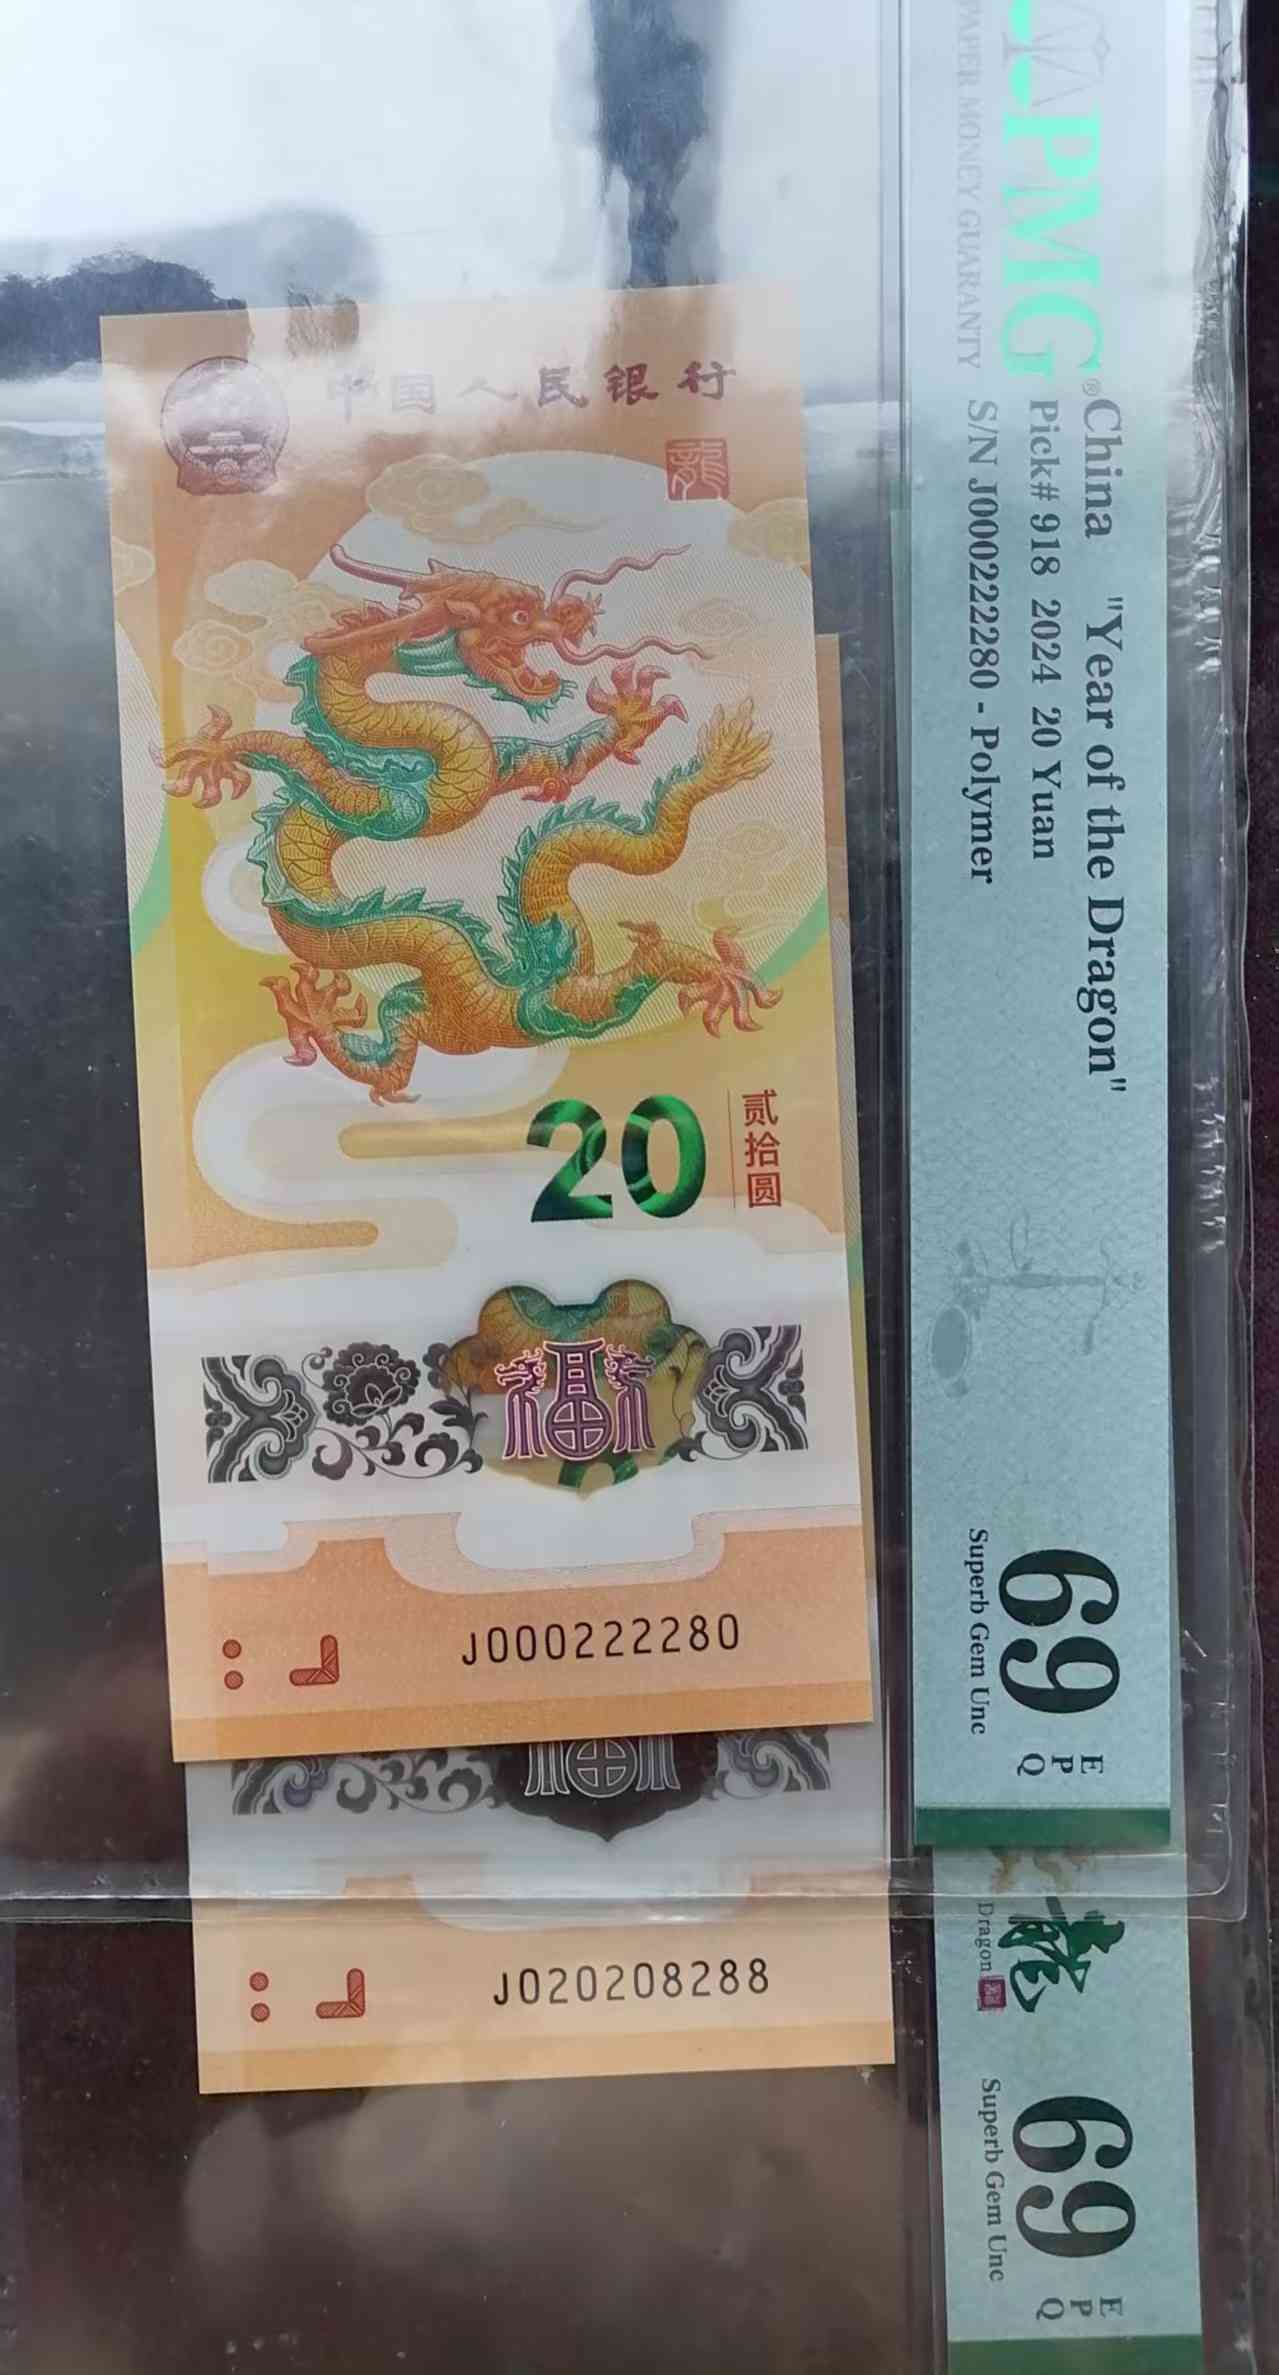 中国人民银行
龍
20
贰拾圆
福
J000222280
J020208288
PMG®
PAPER MONEY GUARANTY
China "Year of the Dragon"
Pick# 918 2024 20 Yuan
S/N J000222280 - Polymer
69
EPQ
Superb Gem Unc
龍
Dragon
69
EPQ
Superb Gem Unc